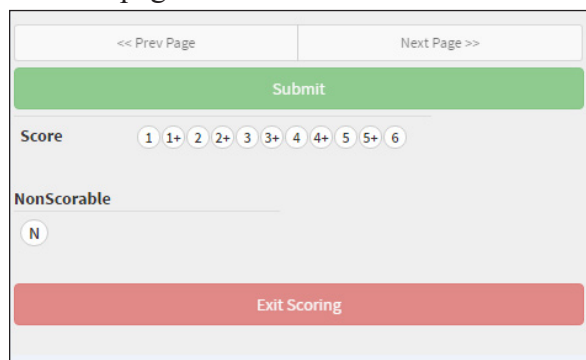 << Prev Page Next Page >>
Submit
Score 1 1+ 2 2+ 3 3+ 4 4+ 5 5+ 6
NonScorable
N
Exit Scoring